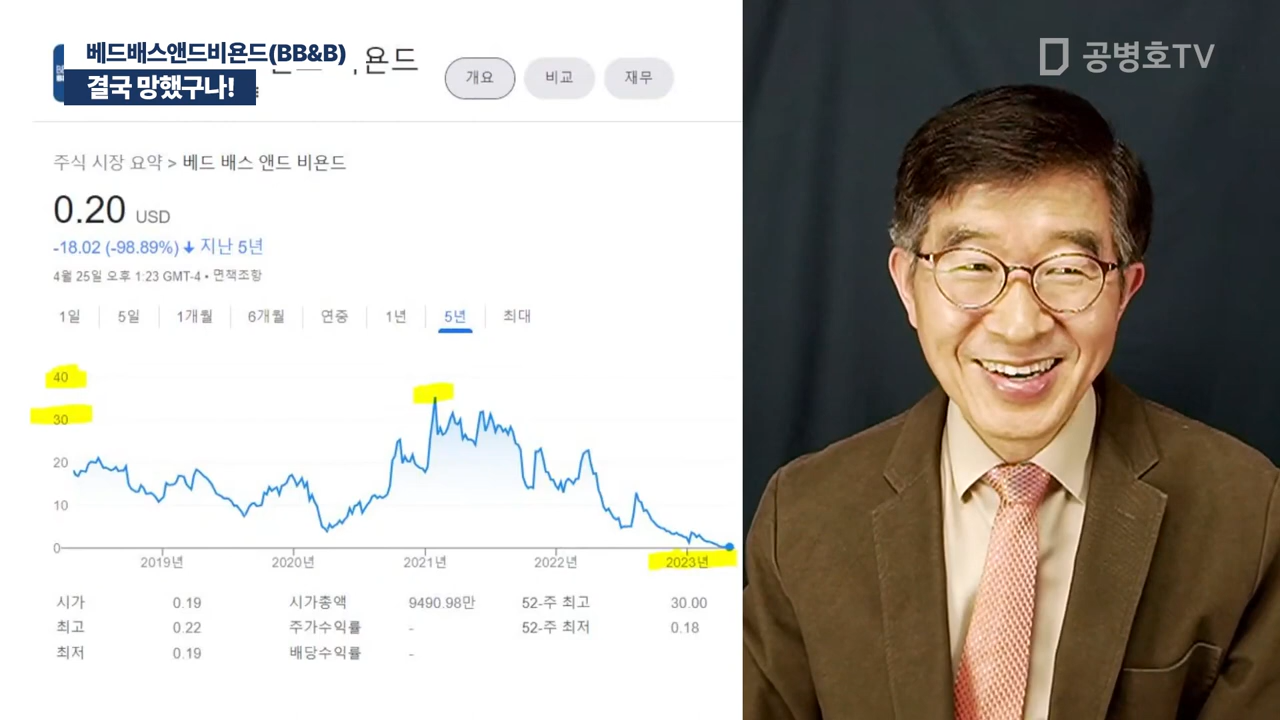 베드배스앤드비욘드(BB&B)
결국 망했구나!
욘드
개요
비교
재무
공병호TV
주식 시장 요약 > 베드 배스 앤드 비욘드
0.20 USD
-18.02 (-98.89%) ↓ 지난 5년
4월 25일 오후 1:23 GMT-4 • 면책조항
1일 5일 1개월 6개월 연중 1년 5년 최대
40
30
20
10
0
2019년 2020년 2021년 2022년 2023년
시가 0.19 시가총액 9490.98만 52-주 최고 30.00
최고 0.22 주가수익률 - 52-주 최저 0.18
최저 0.19 배당수익률 -